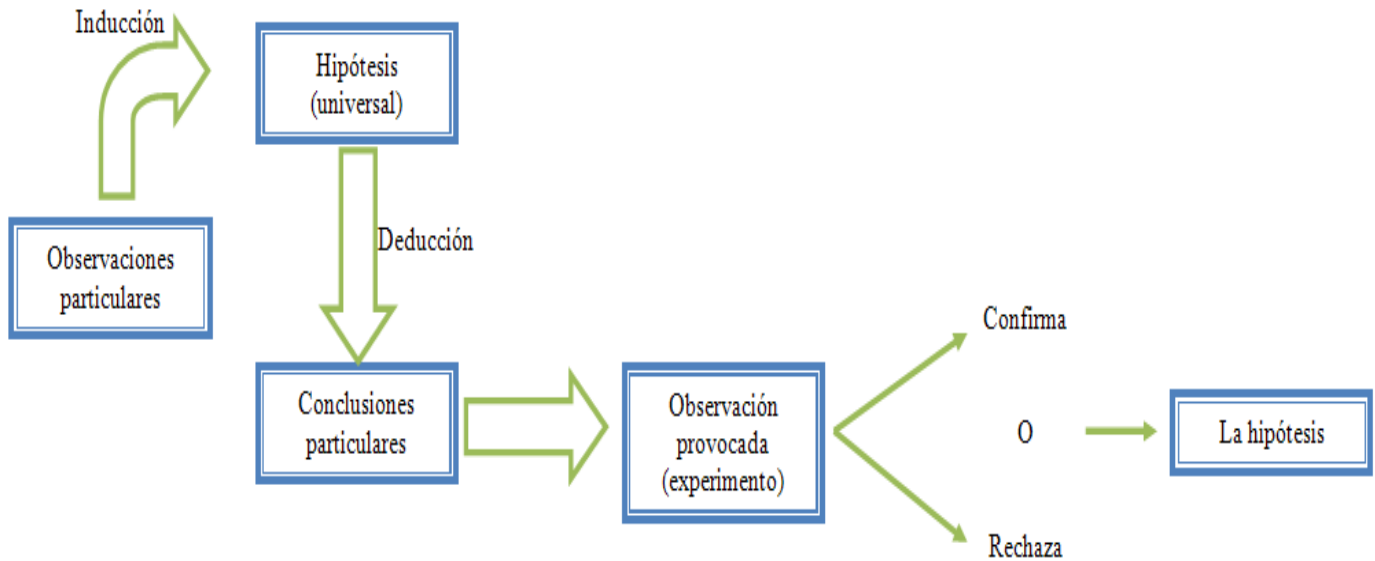 Inducción
Hipótesis
(universal)
Observaciones
particulares
Deducción
Conclusiones
particulares
Observación
provocada
(experimento)
Confirma
O
Rechaza
La hipótesis